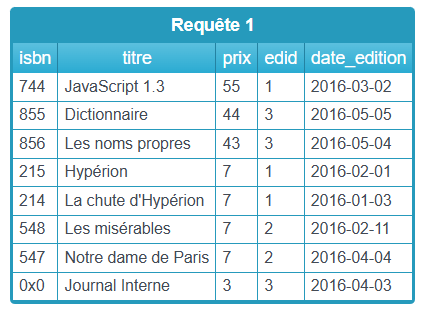 Requête 1
isbn titre prix edid date_edition
744 JavaScript 1.3 55 1 2016-03-02
855 Dictionnaire 44 3 2016-05-05
856 Les noms propres 43 3 2016-05-04
215 Hypérion 7 1 2016-02-01
214 La chute d'Hypérion 7 1 2016-01-03
548 Les misérables 7 2 2016-02-11
547 Notre dame de Paris 7 2 2016-04-04
0x0 Journal Interne 3 3 2016-04-03